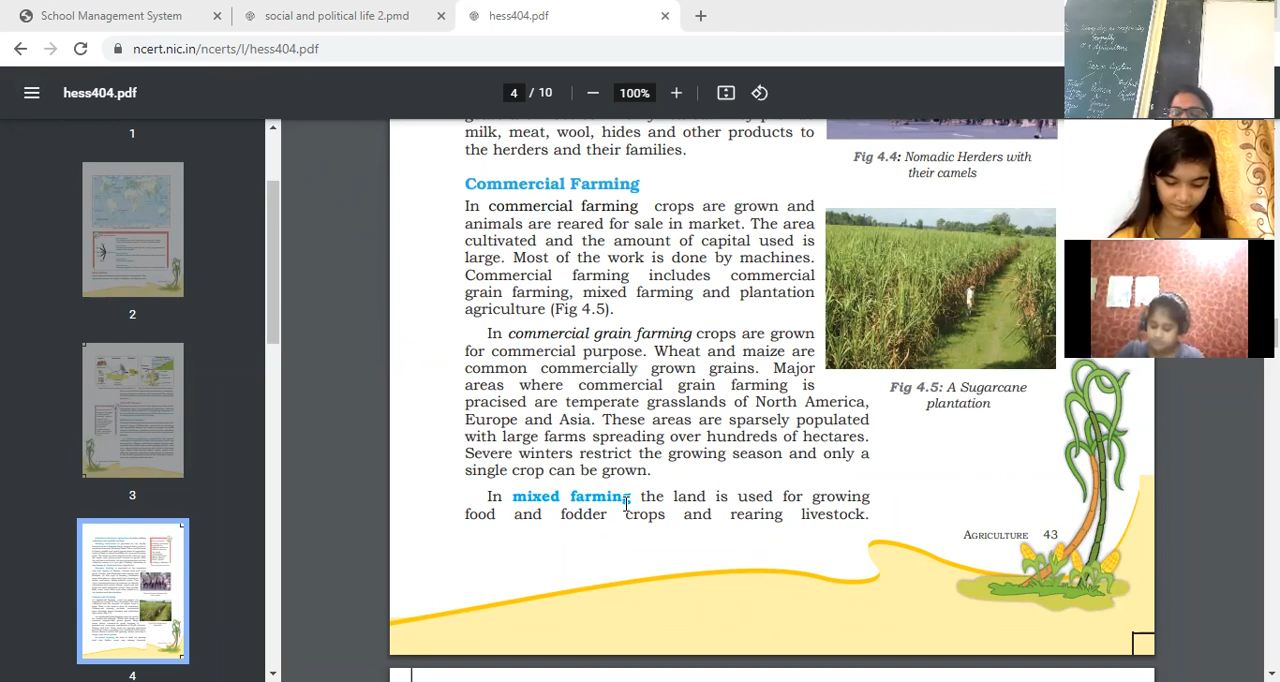 School Management System
social and political life 2.pmd
hess404.pdf
ncert.nic.in/ncerts/l/hess404.pdf
hess404.pdf
4 / 10
100%
1
2
3
4
milk, meat, wool, hides and other products to
the herders and their families.
Fig 4.4: Nomadic Herders with
their camels
Commercial Farming
In commercial farming crops are grown and
animals are reared for sale in market. The area
cultivated and the amount of capital used is
large. Most of the work is done by machines.
Commercial farming includes commercial
grain farming, mixed farming and plantation
agriculture (Fig 4.5).
In commercial grain farming crops are grown
for commercial purpose. Wheat and maize are
common commercially grown grains. Major
areas where commercial grain farming is
practised are temperate grasslands of North America,
Europe and Asia. These areas are sparsely populated
with large farms spreading over hundreds of hectares.
Severe winters restrict the growing season and only a
single crop can be grown.
In mixed farming the land is used for growing
food and fodder crops and rearing livestock.
Fig 4.5: A Sugarcane
plantation
AGRICULTURE 43